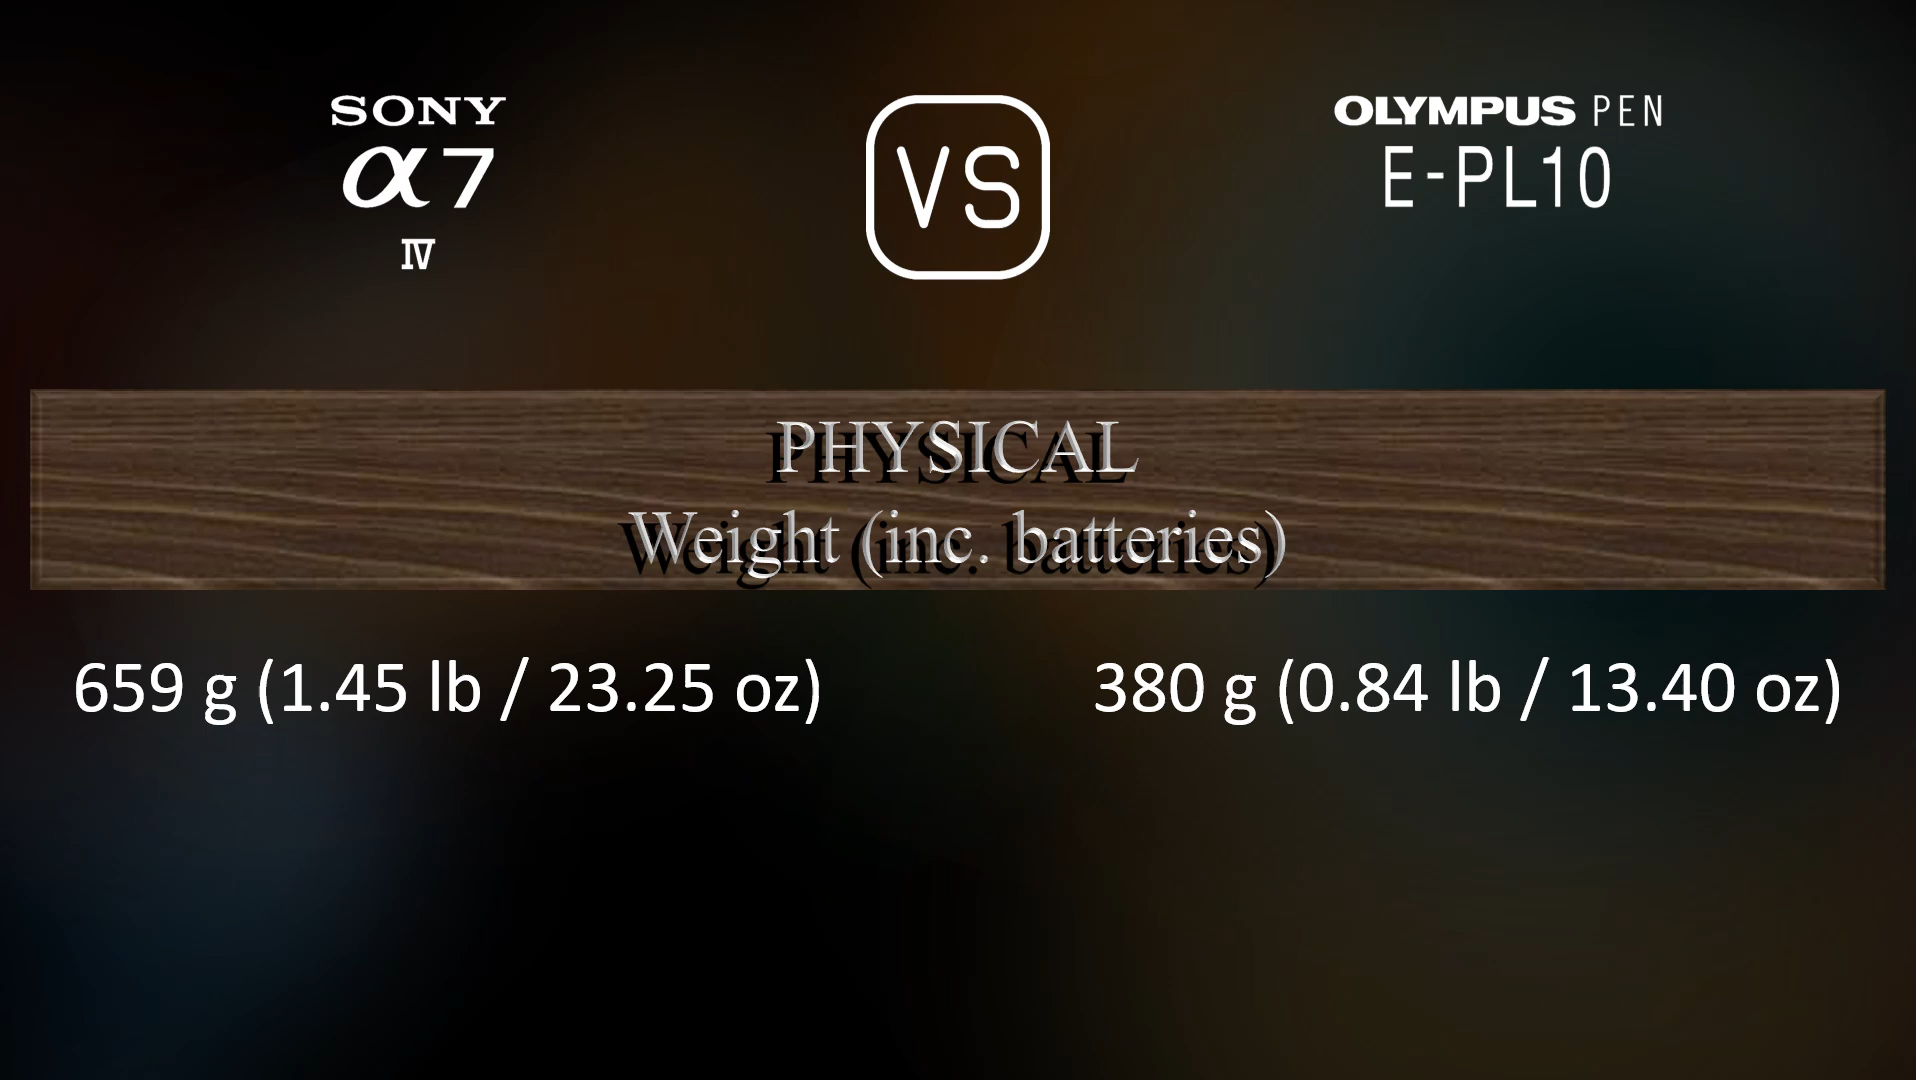 SONY
α7
IV
VS
OLYMPUS PEN
E-PL10
PHYSICAL
Weight (inc. batteries)
659 g (1.45 lb / 23.25 oz)
380 g (0.84 lb / 13.40 oz)